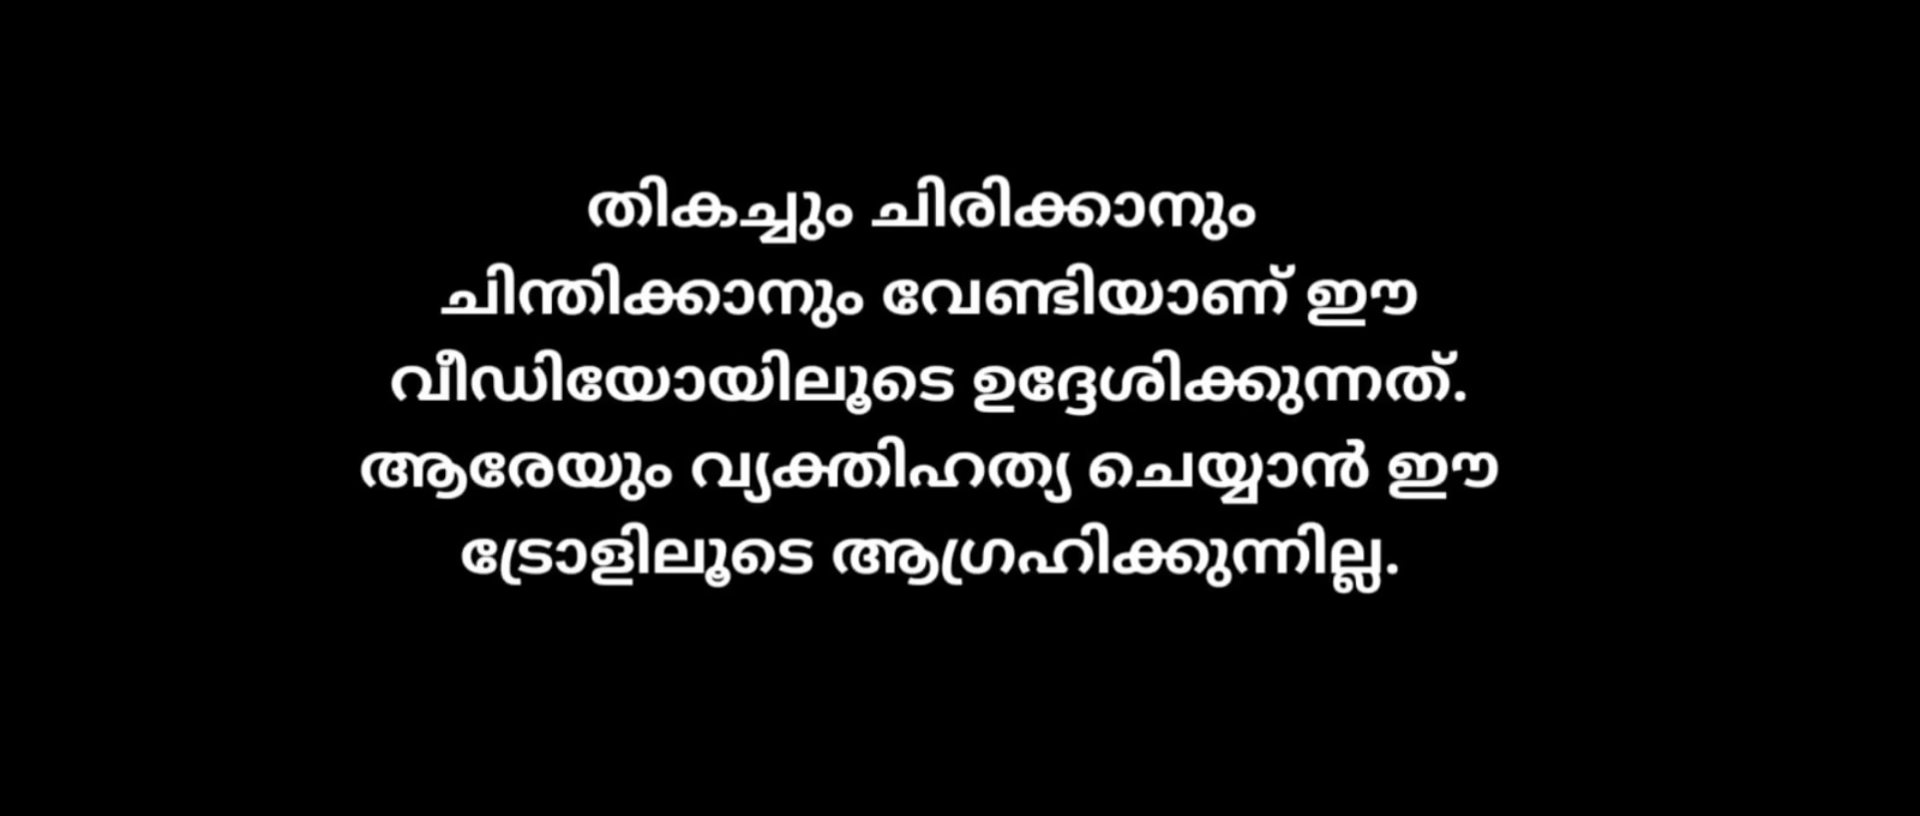 തികച്ചും ചിരിക്കാനും
ചിന്തിക്കാനും വേണ്ടിയാണ് ഈ
വീഡിയോയിലൂടെ ഉദ്ദേശിക്കുന്നത്.
ആരേയും വ്യക്തിഹത്യ ചെയ്യാൻ ഈ
ട്രോളിലൂടെ ആഗ്രഹിക്കുന്നില്ല.